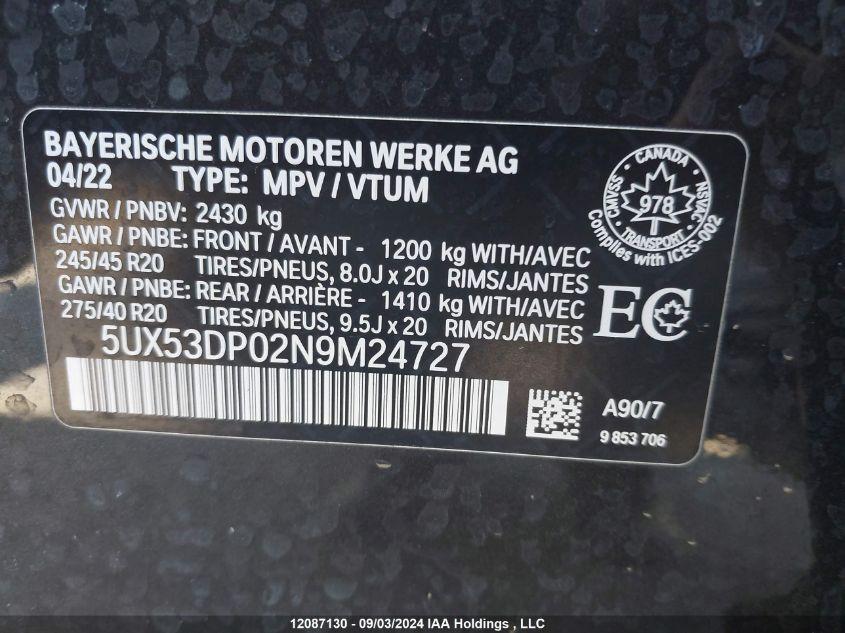 BAYERISCHE MOTOREN WERKE AG
04/22 TYPE: MPV / VTUM
GVWR / PNBV: 2430 kg
GAWR / PNBE: FRONT / AVANT - 1200 kg WITH/AVEC
245/45 R20 TIRES/PNEUS, 8.0J x 20 RIMS/JANTES
GAWR / PNBE: REAR / ARRIÈRE - 1410 kg WITH/AVEC
275/40 R20 TIRES/PNEUS, 9.5J x 20 RIMS/JANTES
5UX53DP02N9M24727
CANADA
CMVSS
NSVAC
978
TRANSPORT
Complies with ICES-002
EC
A90/7
9 853 706
12087130 - 09/03/2024 IAA Holdings , LLC